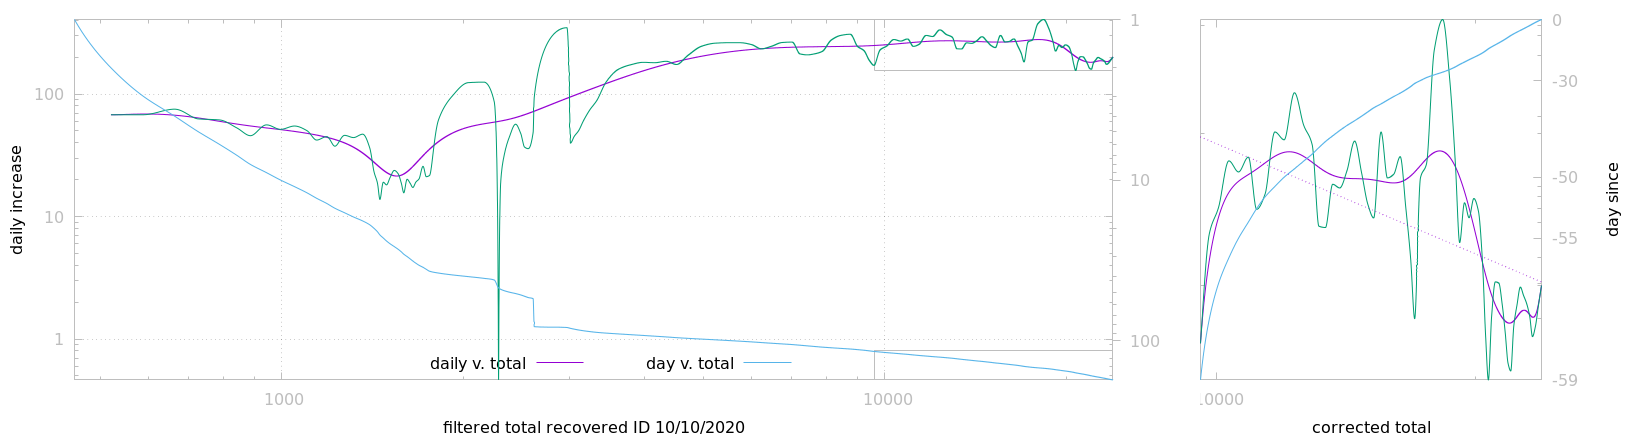 daily increase
100
10
1
1000
10000
daily v. total
day v. total
filtered total recovered ID 10/10/2020
1
10
100
0
-30
-50
-55
-59
day since
10000
corrected total